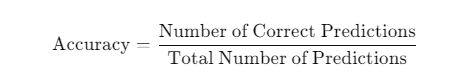 Accuracy = Number of Correct Predictions / Total Number of Predictions